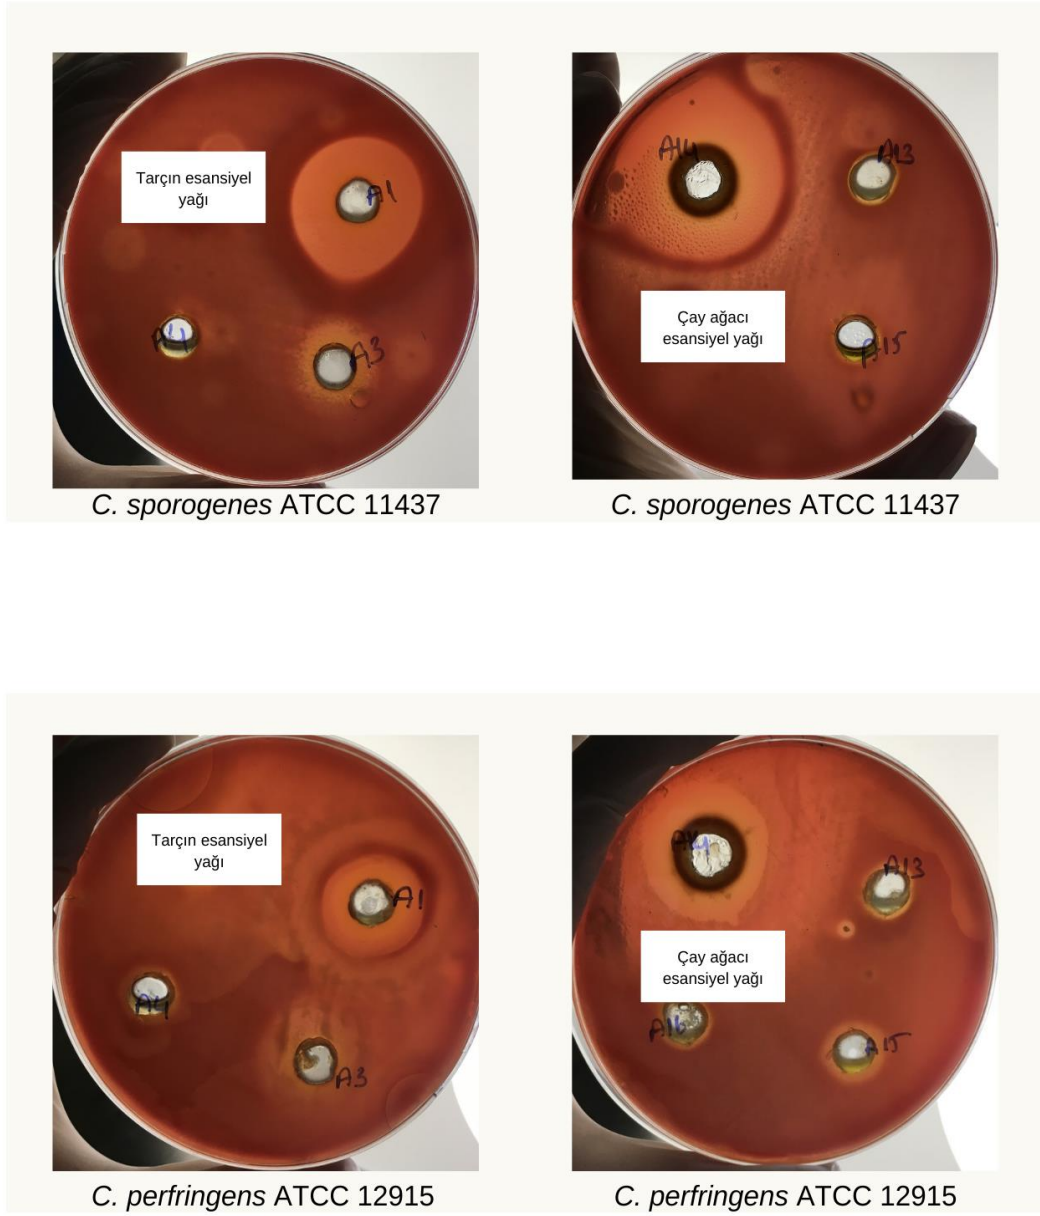 Tarçın esansiyel
yağı
A1
A4
A3
C. sporogenes ATCC 11437
A14
A13
Çay ağacı
esansiyel yağı
A15
C. sporogenes ATCC 11437
Tarçın esansiyel
yağı
A1
A4
A3
C. perfringens ATCC 12915
A14
A13
Çay ağacı
esansiyel yağı
A16
A15
C. perfringens ATCC 12915